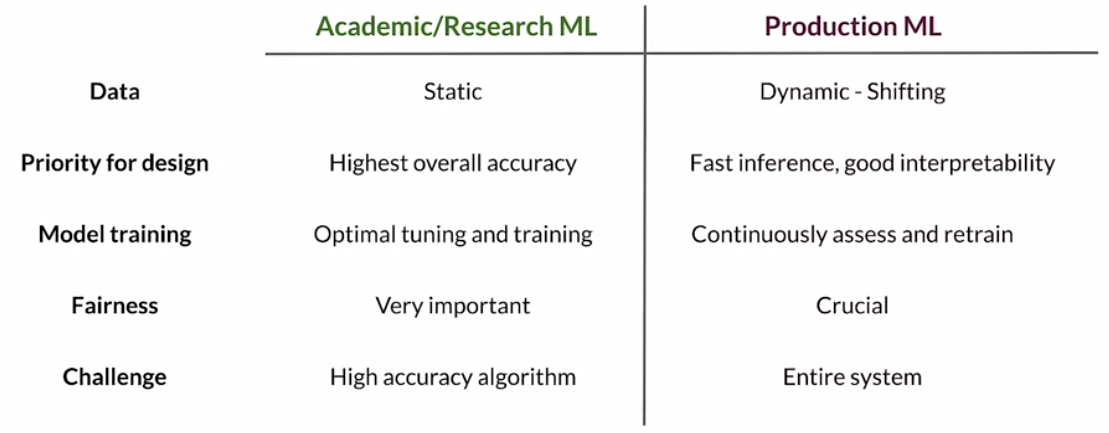 Academic/Research ML Production ML
Data Static Dynamic - Shifting
Priority for design Highest overall accuracy Fast inference, good interpretability
Model training Optimal tuning and training Continuously assess and retrain
Fairness Very important Crucial
Challenge High accuracy algorithm Entire system